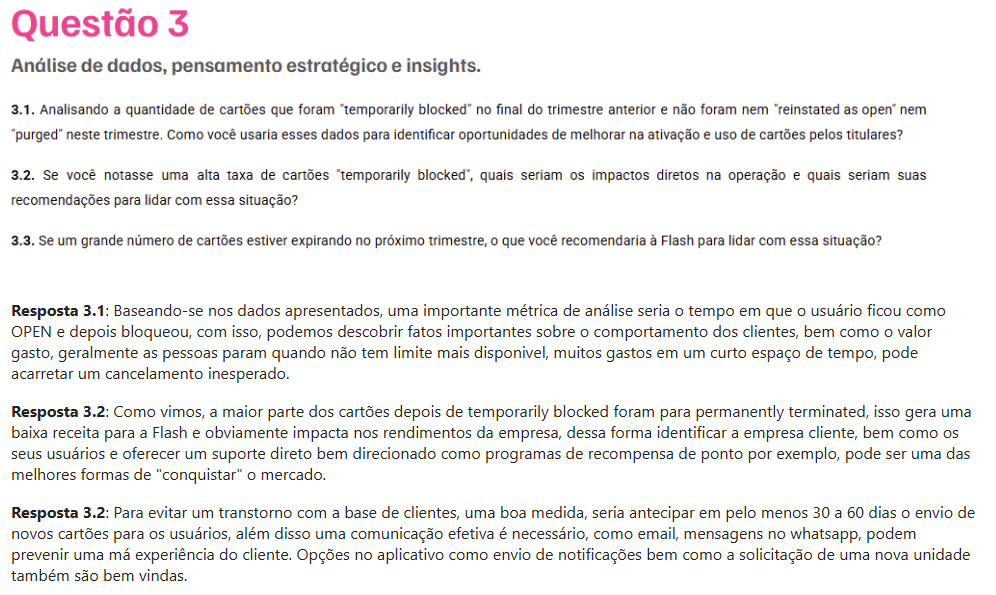 Questão 3
Análise de dados, pensamento estratégico e insights.
3.1. Analisando a quantidade de cartões que foram "temporarily blocked" no final do trimestre anterior e não foram nem "reinstated as open" nem
"purged" neste trimestre. Como você usaria esses dados para identificar oportunidades de melhorar na ativação e uso de cartões pelos titulares?
3.2. Se você notasse uma alta taxa de cartões "temporarily blocked", quais seriam os impactos diretos na operação e quais seriam suas
recomendações para lidar com essa situação?
3.3. Se um grande número de cartões estiver expirando no próximo trimestre, o que você recomendaria à Flash para lidar com essa situação?
Resposta 3.1: Baseando-se nos dados apresentados, uma importante métrica de análise seria o tempo em que o usuário ficou como
OPEN e depois bloqueou, com isso, podemos descobrir fatos importantes sobre o comportamento dos clientes, bem como o valor
gasto, geralmente as pessoas param quando não tem limite mais disponivel, muitos gastos em um curto espaço de tempo, pode
acarretar um cancelamento inesperado.
Resposta 3.2: Como vimos, a maior parte dos cartões depois de temporarily blocked foram para permanently terminated, isso gera uma
baixa receita para a Flash e obviamente impacta nos rendimentos da empresa, dessa forma identificar a empresa cliente, bem como os
seus usuários e oferecer um suporte direto bem direcionado como programas de recompensa de ponto por exemplo, pode ser uma das
melhores formas de "conquistar" o mercado.
Resposta 3.2: Para evitar um transtorno com a base de clientes, uma boa medida, seria antecipar em pelo menos 30 a 60 dias o envio de
novos cartões para os usuários, além disso uma comunicação efetiva é necessário, como email, mensagens no whatsapp, podem
prevenir uma má experiência do cliente. Opções no aplicativo como envio de notificações bem como a solicitação de uma nova unidade
também são bem vindas.